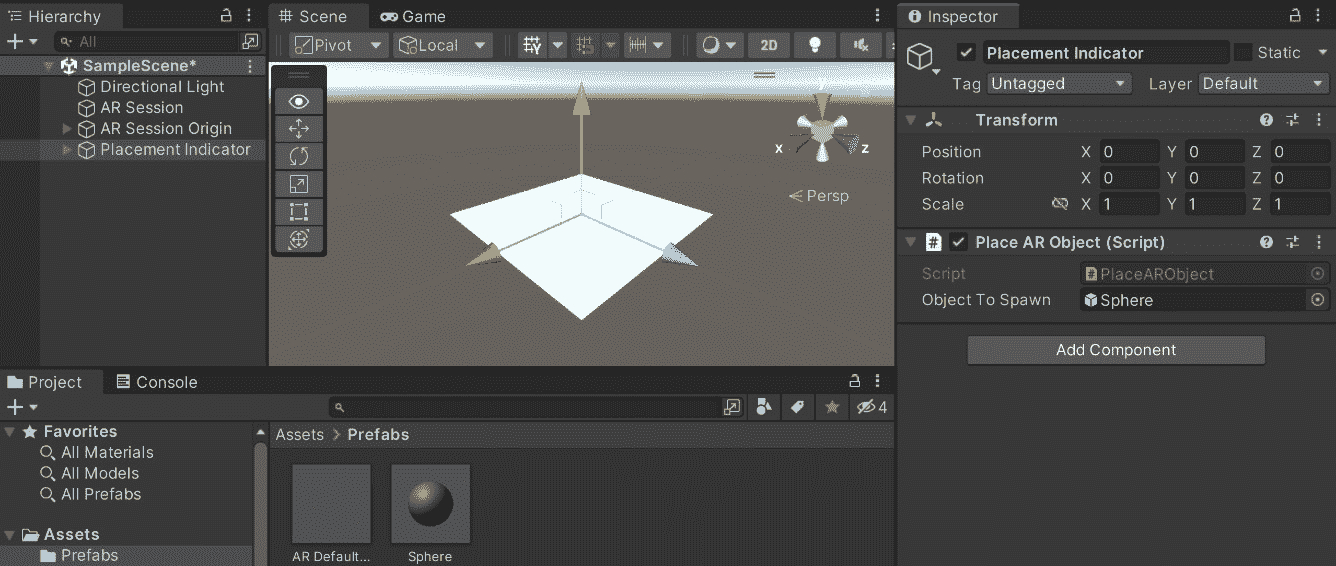 Hierarchy
All
SampleScene*
Directional Light
AR Session
AR Session Origin
Placement Indicator
Scene
Game
Pivot
Local
2D
y
x
z
Persp
Inspector
Placement Indicator
Static
Tag
Untagged
Layer
Default
Transform
Position X 0 Y 0 Z 0
Rotation X 0 Y 0 Z 0
Scale X 1 Y 1 Z 1
Place AR Object (Script)
Script
PlaceARObject
Object To Spawn
Sphere
Add Component
Project
Console
4
Favorites
All Materials
All Models
All Prefabs
Assets
Prefabs
Assets > Prefabs
AR Default...
Sphere